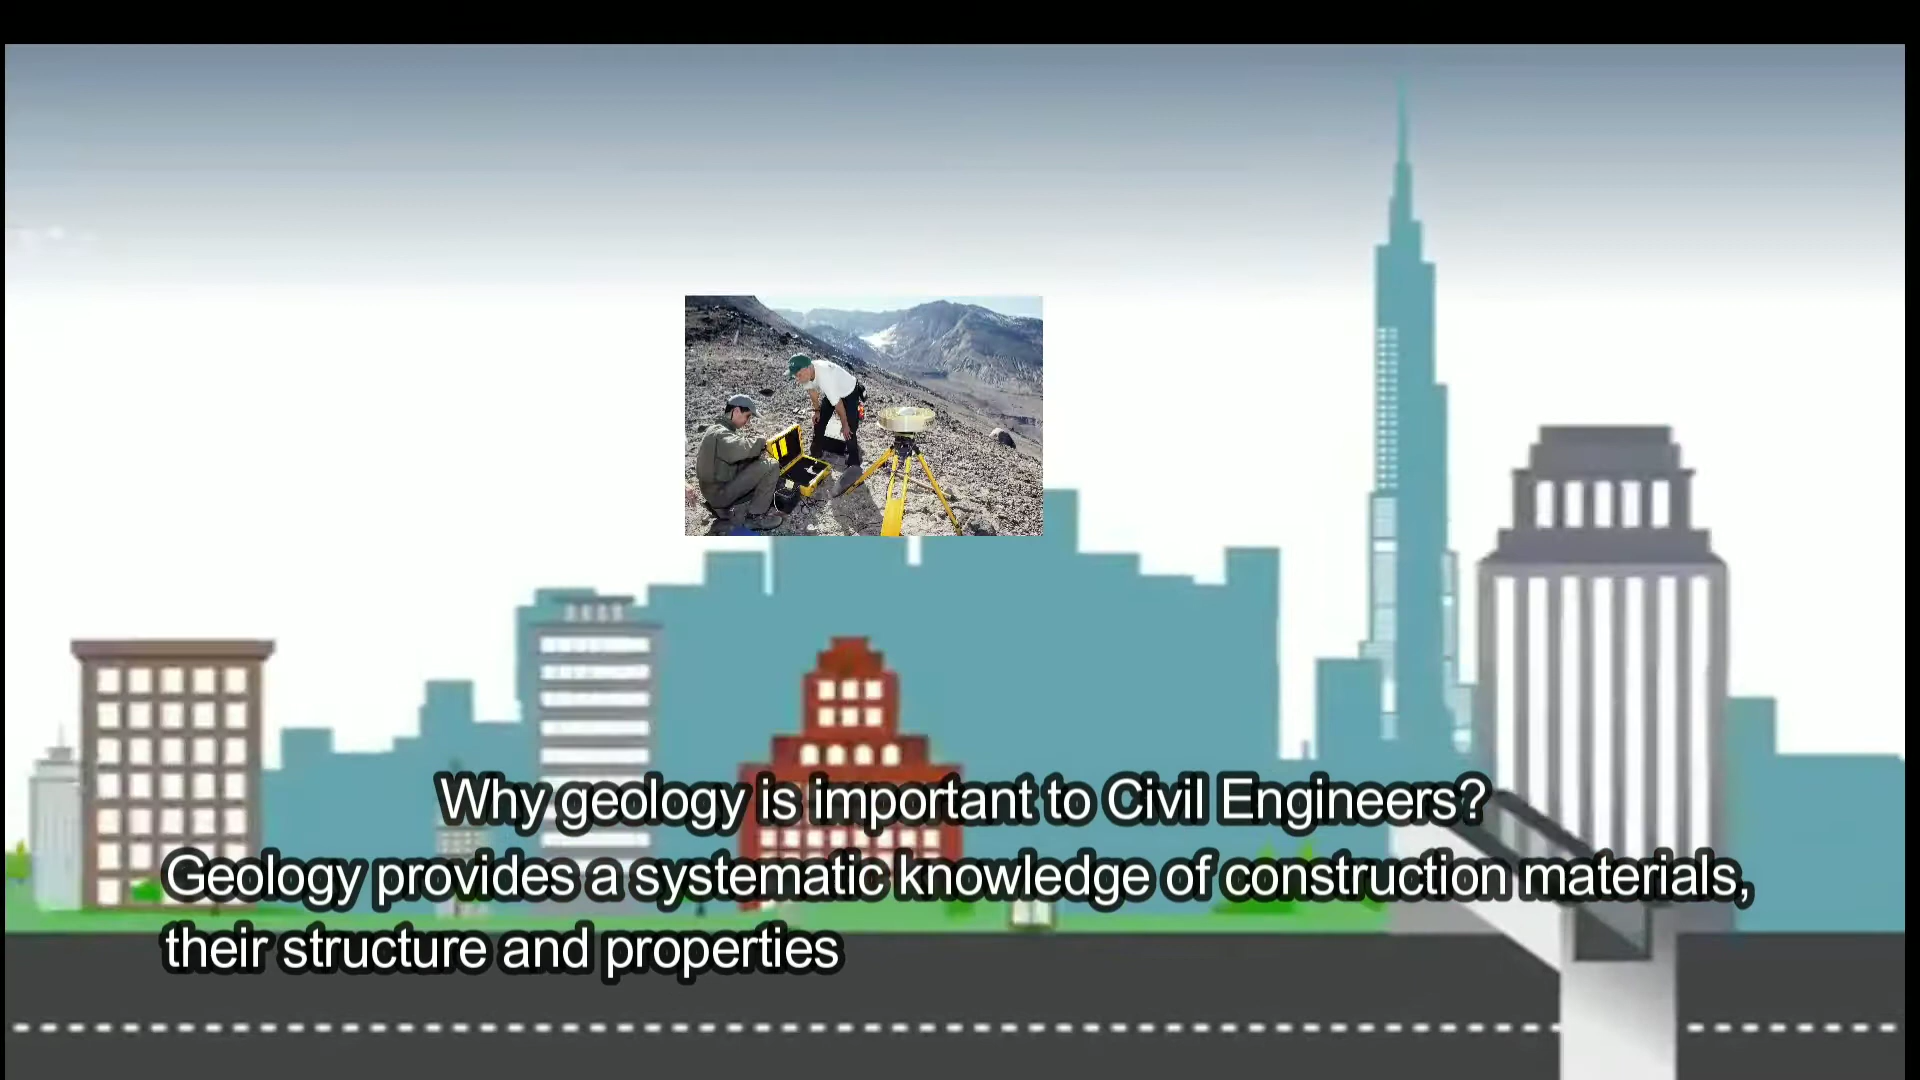 Why geology is important to Civil Engineers?
Geology provides a systematic knowledge of construction materials,
their structure and properties